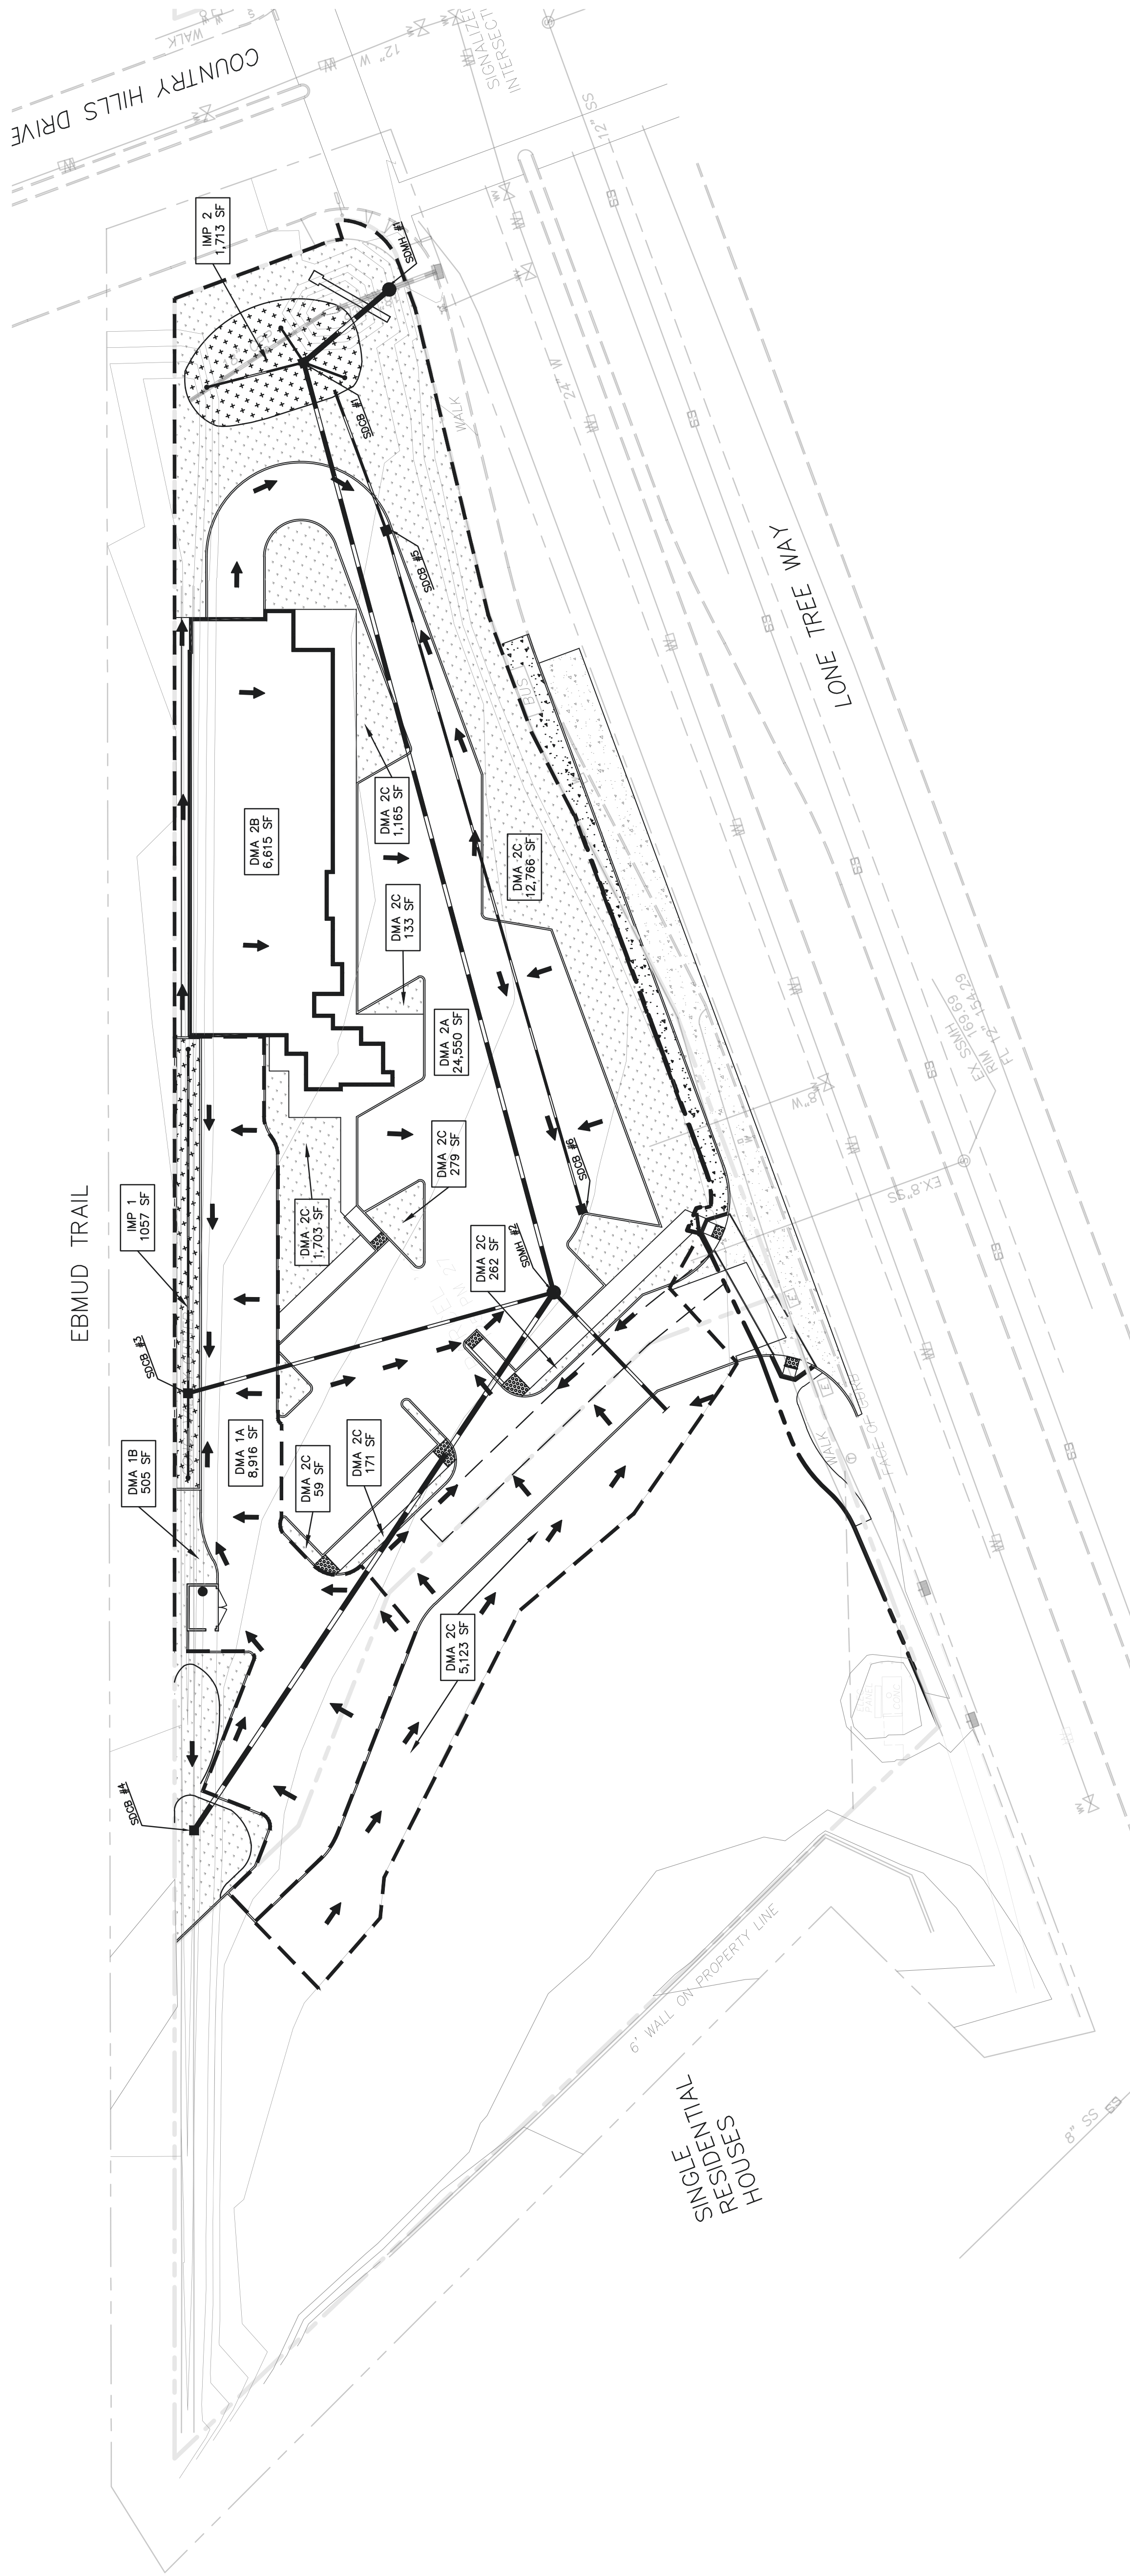 COUNTRY HILLS DRIVE
WALK
12" W
SIGNALIZED
INTERSECTI
12" SS
IMP 2
1,713 SF
SDMH #1
SDCB #1
WALK
24" W
SDCB #5
LONE TREE WAY
BUS
DMA 2B
6,615 SF
DMA 2C
1,165 SF
DMA 2C
12,766 SF
DMA 2C
133 SF
DMA 2A
24,550 SF
EX SSMH
RIM 169.69
FL 12" 154.29
8"W
DMA 2C
279 SF
SDCB #6
EX.8"SS
EBMUD TRAIL
IMP 1
1057 SF
DMA 2C
1,703 SF
DMA 2C
262 SF
SDMH #2
SDCB #3
DMA 1B
505 SF
DMA 1A
8,916 SF
DMA 2C
59 SF
DMA 2C
171 SF
WALK
FACE OF CURB
DMA 2C
5,123 SF
SDCB #4
6' WALL ON PROPERTY LINE
SINGLE
RESIDENTIAL
HOUSES
8" SS